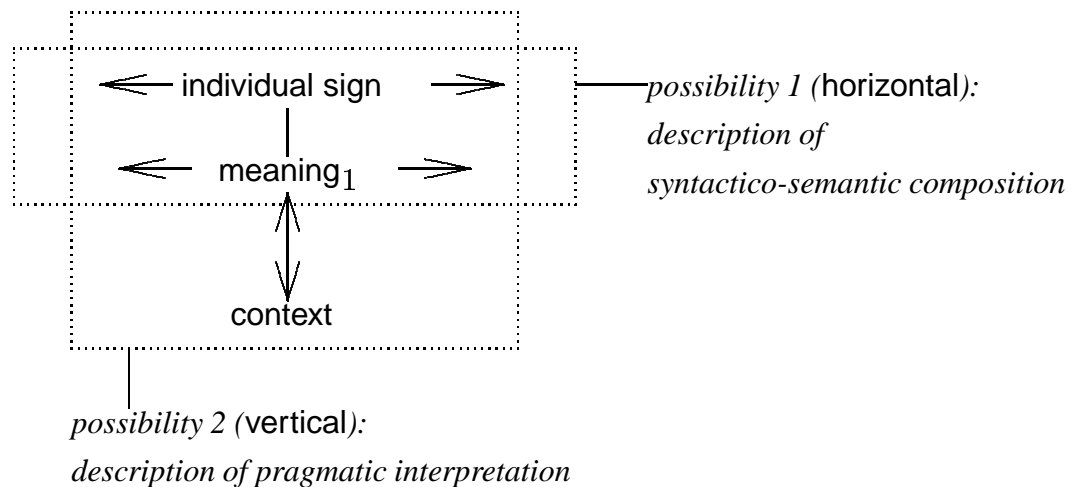 individual sign
meaning1
context
possibility 1 (horizontal):
description of
syntactico-semantic composition
possibility 2 (vertical):
description of pragmatic interpretation